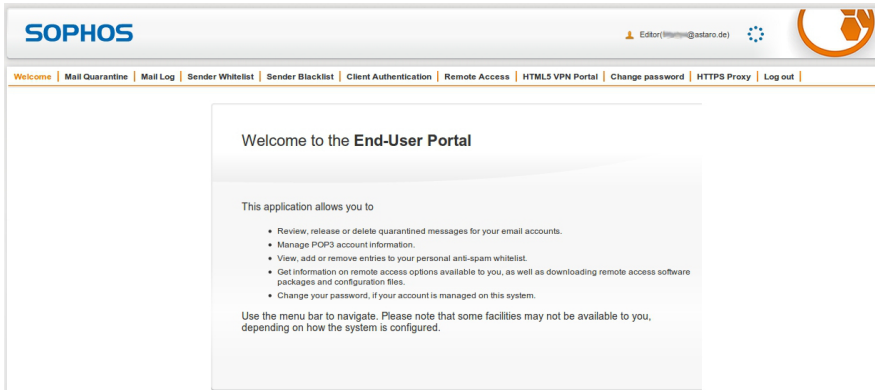 SOPHOS
Editor( @astaro.de)
Welcome | Mail Quarantine | Mail Log | Sender Whitelist | Sender Blacklist | Client Authentication | Remote Access | HTML5 VPN Portal | Change password | HTTPS Proxy | Log out |
Welcome to the End-User Portal
This application allows you to
• Review, release or delete quarantined messages for your email accounts.
• Manage POP3 account information.
• View, add or remove entries to your personal anti-spam whitelist.
• Get information on remote access options available to you, as well as downloading remote access software
packages and configuration files.
• Change your password, if your account is managed on this system.
Use the menu bar to navigate. Please note that some facilities may not be available to you,
depending on how the system is configured.